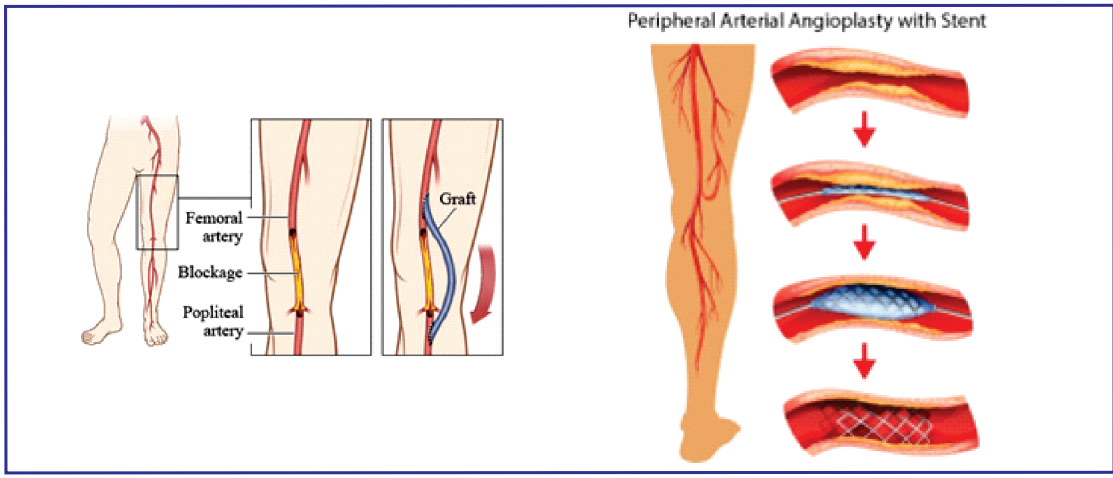 Peripheral Arterial Angioplasty with Stent
Femoral
artery
Blockage
Popliteal
artery
Graft